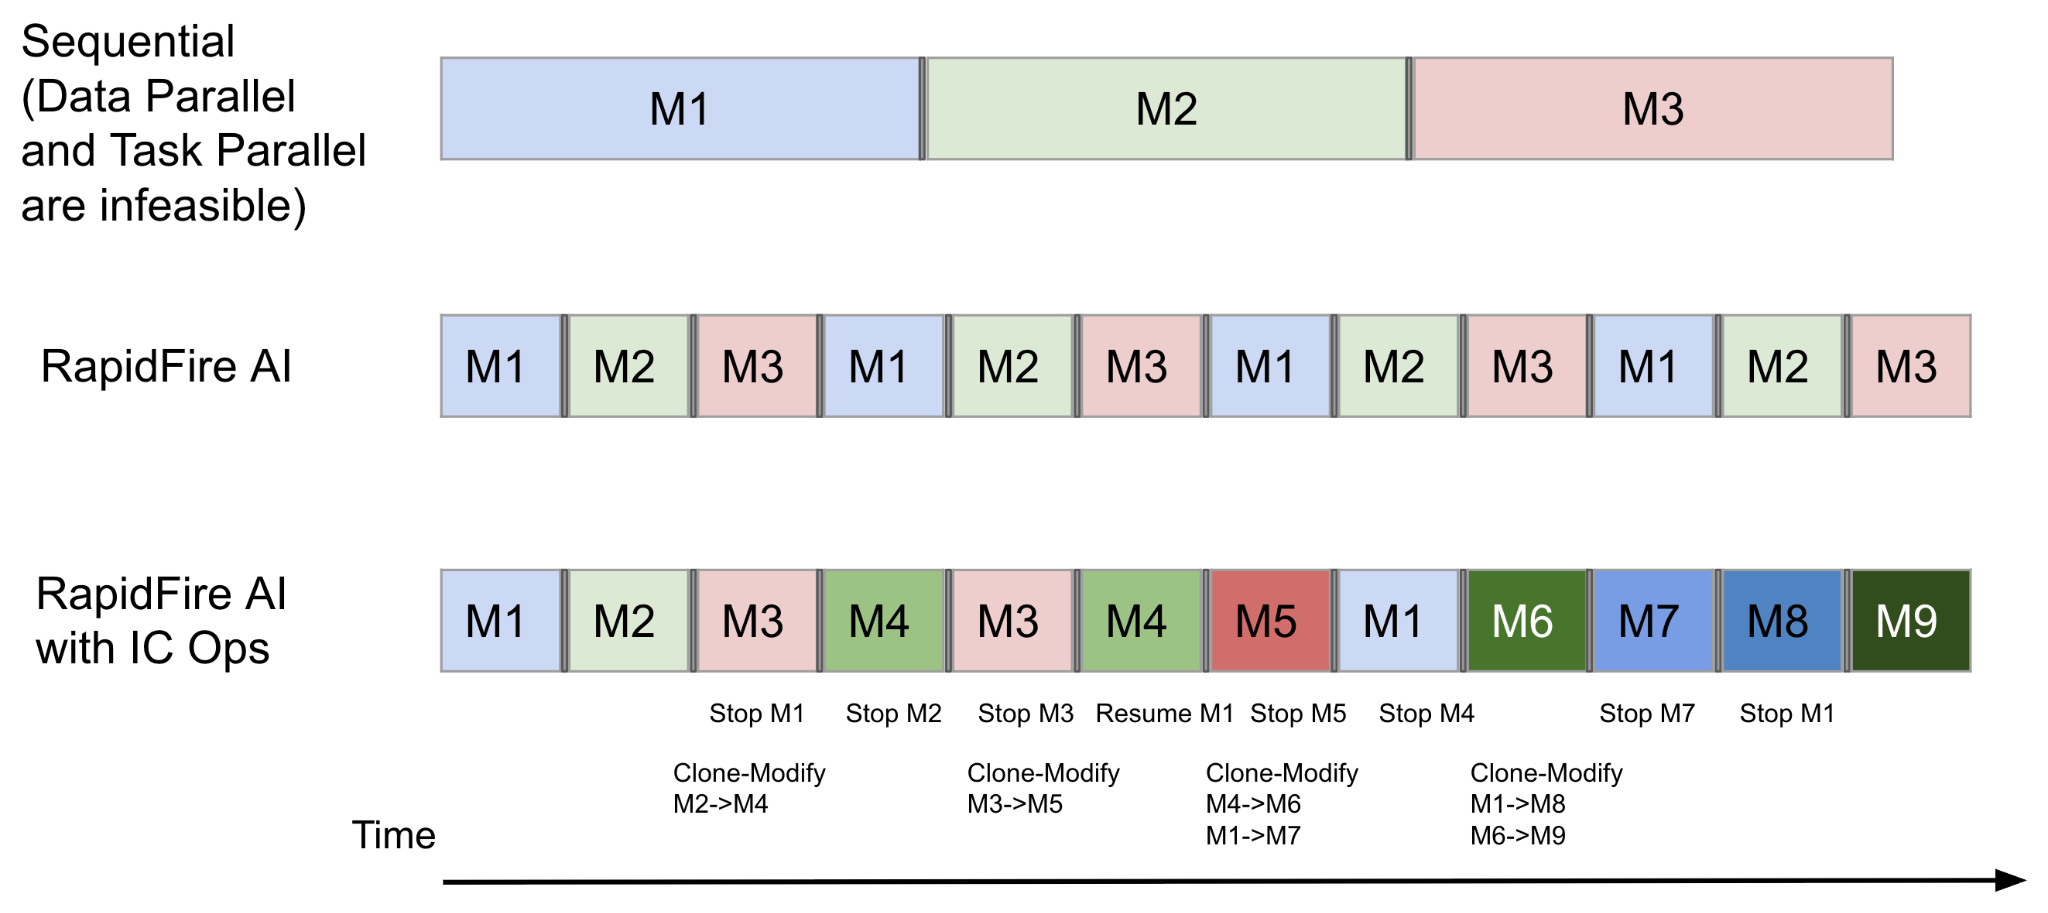 Sequential
(Data Parallel
and Task Parallel
are infeasible)
M1 M2 M3
RapidFire AI
M1 M2 M3 M1 M2 M3 M1 M2 M3 M1 M2 M3
RapidFire AI
with IC Ops
M1 M2 M3 M4 M3 M4 M5 M1 M6 M7 M8 M9
Stop M1 Stop M2 Stop M3 Resume M1 Stop M5 Stop M4 Stop M7 Stop M1
Clone-Modify
M2->M4
Clone-Modify
M3->M5
Clone-Modify
M4->M6
M1->M7
Clone-Modify
M1->M8
M6->M9
Time